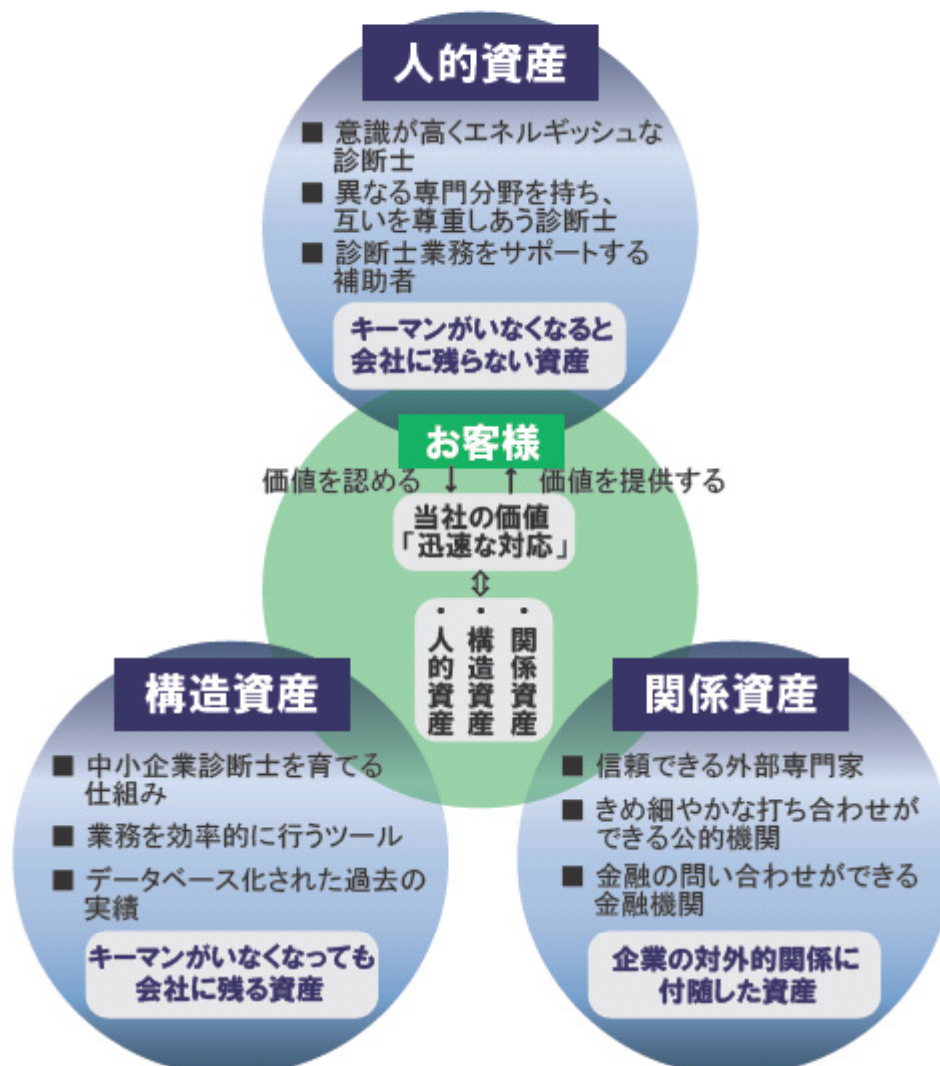 人的資産
■ 意識が高くエネルギッシュな
診断士
■ 異なる専門分野を持ち、
互いを尊重しあう診断士
■ 診断士業務をサポートする
補助者
キーマンがいなくなると
会社に残らない資産
お客様
価値を認める ↓ ↑ 価値を提供する
当社の価値
「迅速な対応」
⇕
・人的資産
・構造資産
・関係資産
構造資産
■ 中小企業診断士を育てる
仕組み
■ 業務を効率的に行うツール
■ データベース化された過去の
実績
キーマンがいなくなっても
会社に残る資産
関係資産
■ 信頼できる外部専門家
■ きめ細やかな打ち合わせが
できる公的機関
■ 金融の問い合わせができる
金融機関
企業の対外的関係に
付随した資産